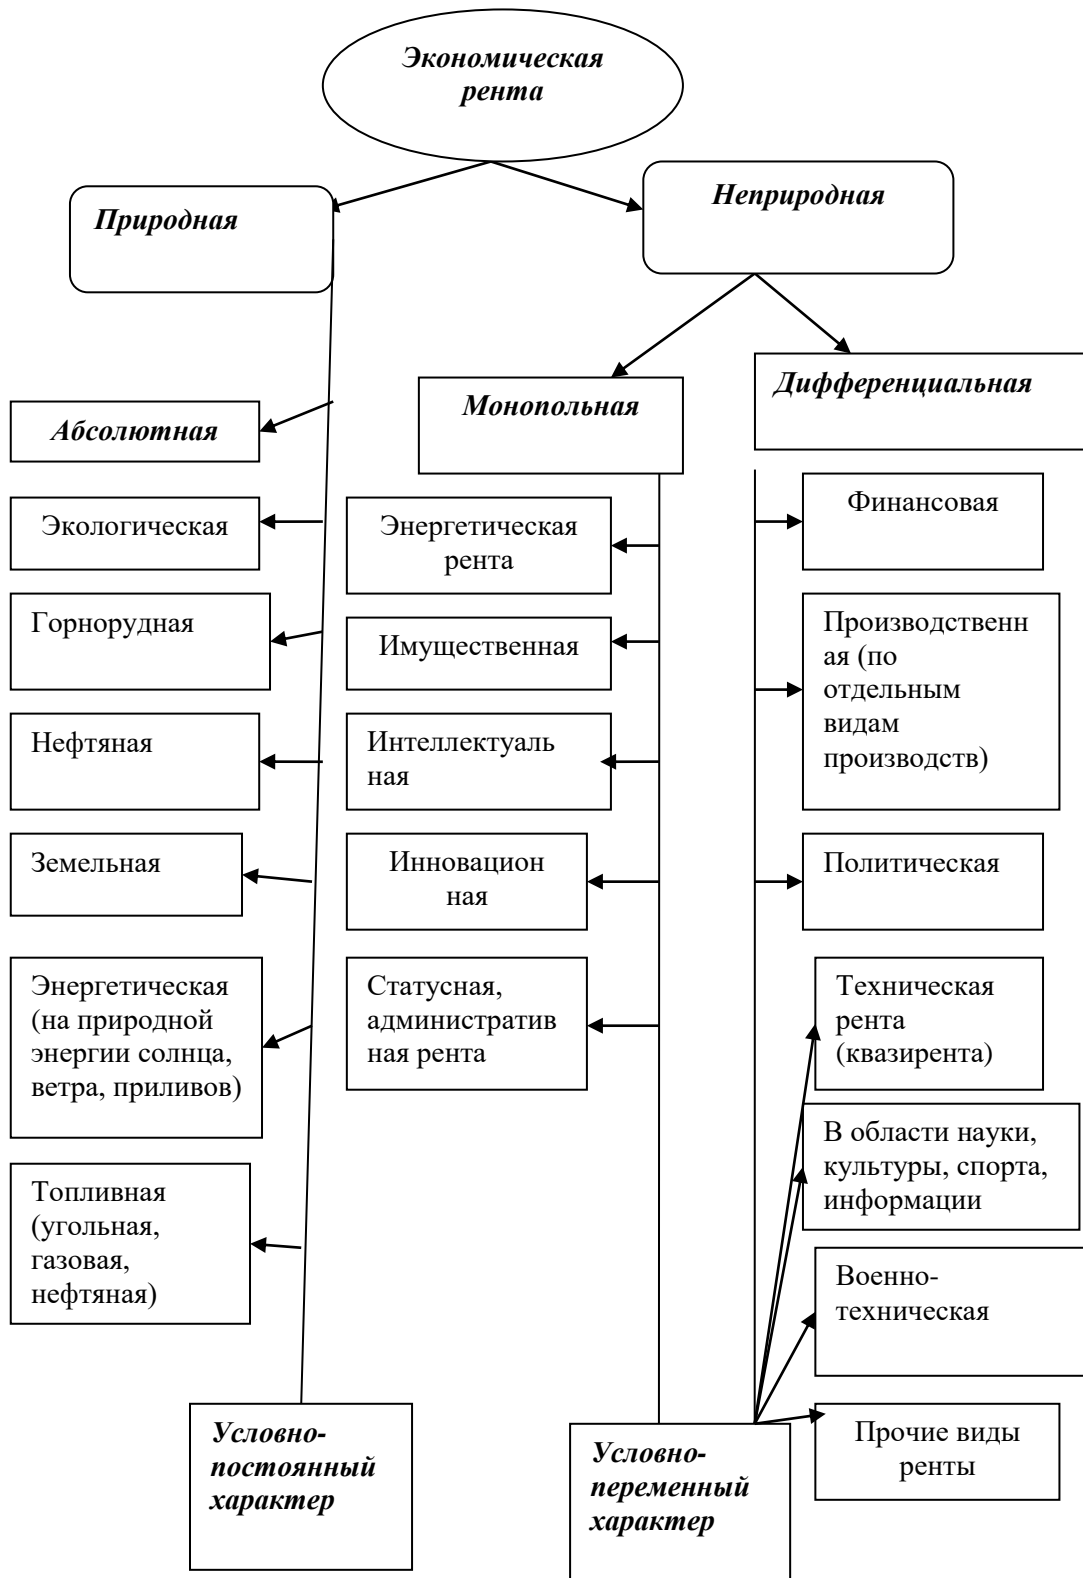 Экономическая
рента
Природная
Неприродная
Монопольная
Дифференциальная
Абсолютная
Экологическая
Горнорудная
Нефтяная
Земельная
Энергетическая
(на природной
энергии солнца,
ветра, приливов)
Топливная
(угольная,
газовая,
нефтяная)
Условно-
постоянный
характер
Энергетическая
рента
Имущественная
Интеллектуаль
ная
Инновацион
ная
Статусная,
административ
ная рента
Условно-
переменный
характер
Финансовая
Производственн
ая (по
отдельным
видам
производств)
Политическая
Техническая
рента
(квазирента)
В области науки,
культуры, спорта,
информации
Военно-
техническая
Прочие виды
ренты